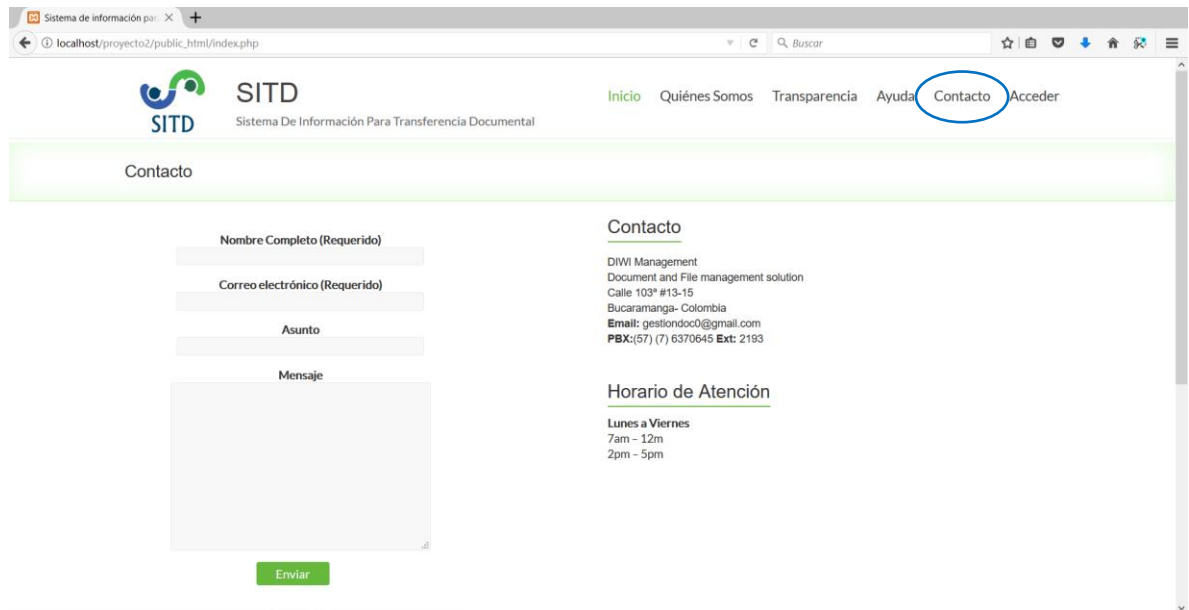 Sistema de información par
localhost/proyecto2/public_html/index.php
Buscar
SITD
SITD
Sistema De Información Para Transferencia Documental
Inicio Quiénes Somos Transparencia Ayuda Contacto Acceder
Contacto
Nombre Completo (Requerido)
Correo electrónico (Requerido)
Asunto
Mensaje
Enviar
Contacto
DIWI Management
Document and File management solution
Calle 103ª #13-15
Bucaramanga- Colombia
Email: gestiondoc0@gmail.com
PBX:(57) (7) 6370645 Ext: 2193
Horario de Atención
Lunes a Viernes
7am – 12m
2pm – 5pm